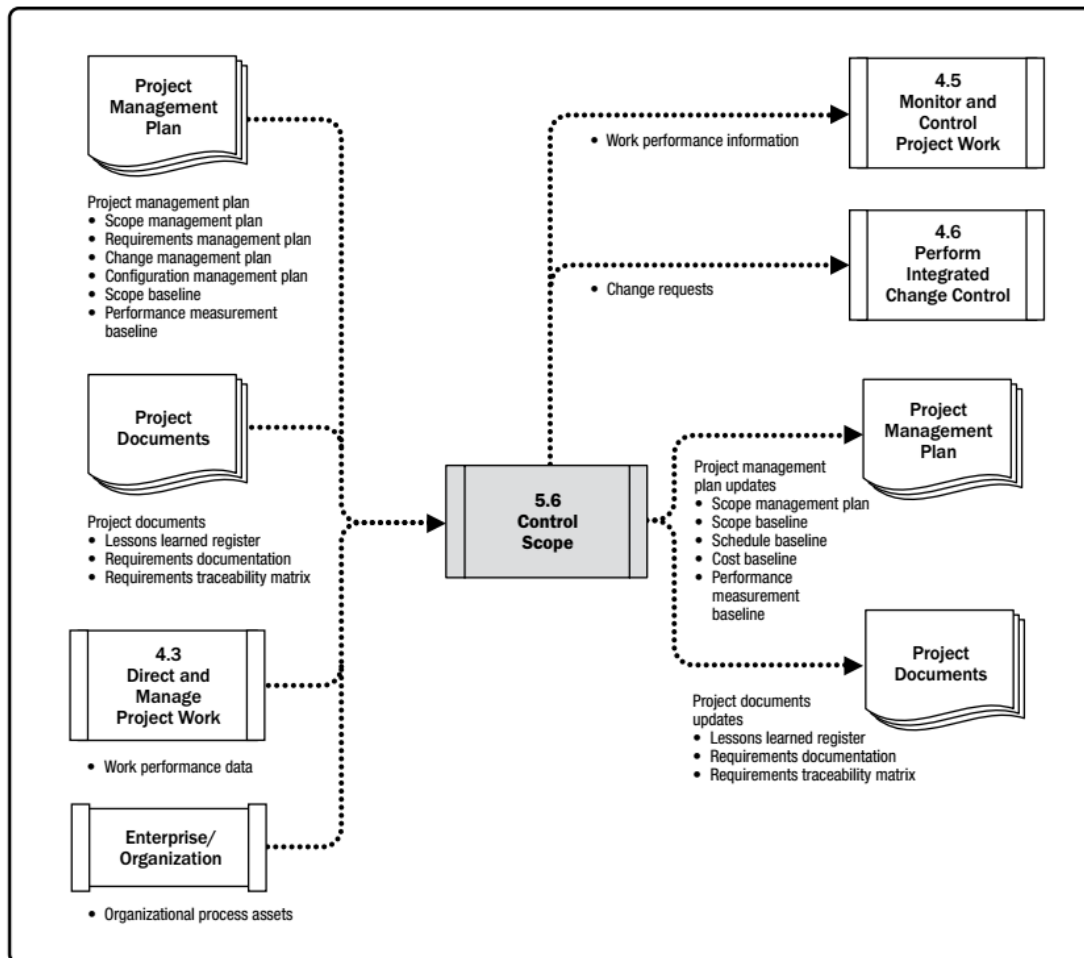 Project
Management
Plan
Project management plan
• Scope management plan
• Requirements management plan
• Change management plan
• Configuration management plan
• Scope baseline
• Performance measurement
baseline
Project
Documents
Project documents
• Lessons learned register
• Requirements documentation
• Requirements traceability matrix
4.3
Direct and
Manage
Project Work
• Work performance data
Enterprise/
Organization
• Organizational process assets
5.6
Control
Scope
• Work performance information
4.5
Monitor and
Control
Project Work
• Change requests
4.6
Perform
Integrated
Change Control
Project management
plan updates
• Scope management plan
• Scope baseline
• Schedule baseline
• Cost baseline
• Performance
measurement
baseline
Project
Management
Plan
Project documents
updates
• Lessons learned register
• Requirements documentation
• Requirements traceability matrix
Project
Documents